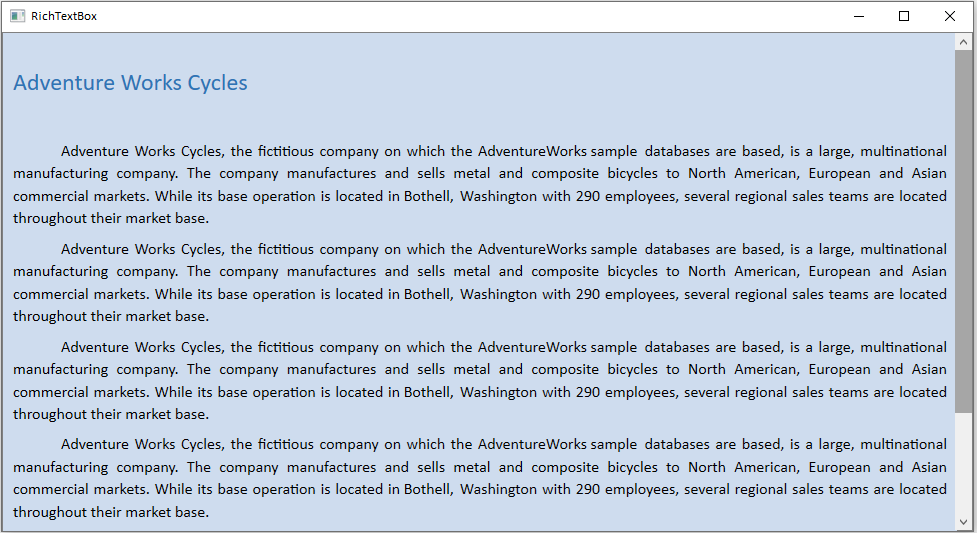 RichTextBox
Adventure Works Cycles
Adventure Works Cycles, the fictitious company on which the AdventureWorks sample databases are based, is a large, multinational
manufacturing company. The company manufactures and sells metal and composite bicycles to North American, European and Asian
commercial markets. While its base operation is located in Bothell, Washington with 290 employees, several regional sales teams are located
throughout their market base.
Adventure Works Cycles, the fictitious company on which the AdventureWorks sample databases are based, is a large, multinational
manufacturing company. The company manufactures and sells metal and composite bicycles to North American, European and Asian
commercial markets. While its base operation is located in Bothell, Washington with 290 employees, several regional sales teams are located
throughout their market base.
Adventure Works Cycles, the fictitious company on which the AdventureWorks sample databases are based, is a large, multinational
manufacturing company. The company manufactures and sells metal and composite bicycles to North American, European and Asian
commercial markets. While its base operation is located in Bothell, Washington with 290 employees, several regional sales teams are located
throughout their market base.
Adventure Works Cycles, the fictitious company on which the AdventureWorks sample databases are based, is a large, multinational
manufacturing company. The company manufactures and sells metal and composite bicycles to North American, European and Asian
commercial markets. While its base operation is located in Bothell, Washington with 290 employees, several regional sales teams are located
throughout their market base.